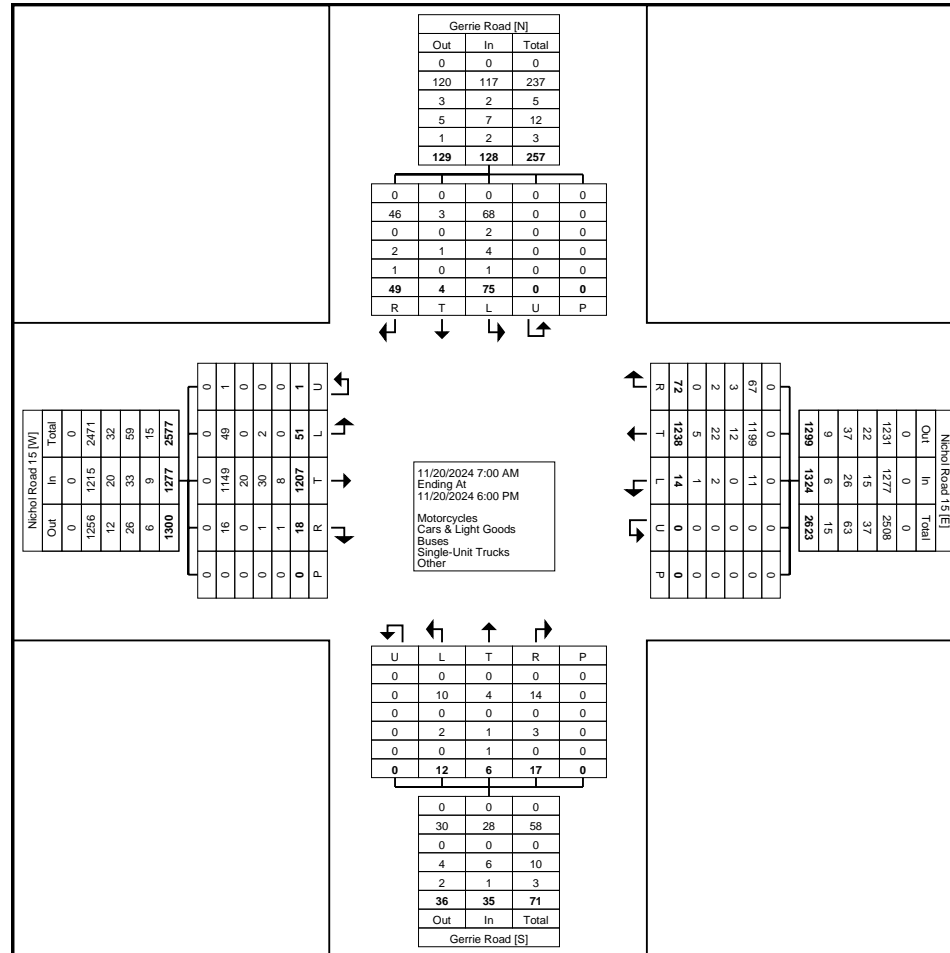 Gerrie Road [N]
Out In Total
0 0 0
120 117 237
3 2 5
5 7 12
1 2 3
129 128 257
0 0 0 0 0
46 3 68 0 0
0 0 2 0 0
2 1 4 0 0
1 0 1 0 0
49 4 75 0 0
R T L U P
Nichol Road 15 [W]
Total In Out
0 0 0
2471 1215 1256
32 20 12
59 33 26
15 9 6
2577 1277 1300
0 0 0 0 0
1 49 1149 16 0
0 0 20 0 0
0 2 30 1 0
0 0 8 1 0
1 51 1207 18 0
U L T R P
11/20/2024 7:00 AM
Ending At
11/20/2024 6:00 PM
Motorcycles
Cars & Light Goods
Buses
Single-Unit Trucks
Other
R T L U P
72 1238 14 0 0
0 5 1 0 0
2 22 2 0 0
3 12 0 0 0
67 1199 11 0 0
0 0 0 0 0
1299 1324 2623
9 6 15
37 26 63
22 15 37
1231 1277 2508
0 0 0
Out In Total
Nichol Road 15 [E]
U L T R P
0 0 0 0 0
0 10 4 14 0
0 0 0 0 0
0 2 1 3 0
0 0 1 0 0
0 12 6 17 0
0 0 0
30 28 58
0 0 0
4 6 10
2 1 3
36 35 71
Out In Total
Gerrie Road [S]